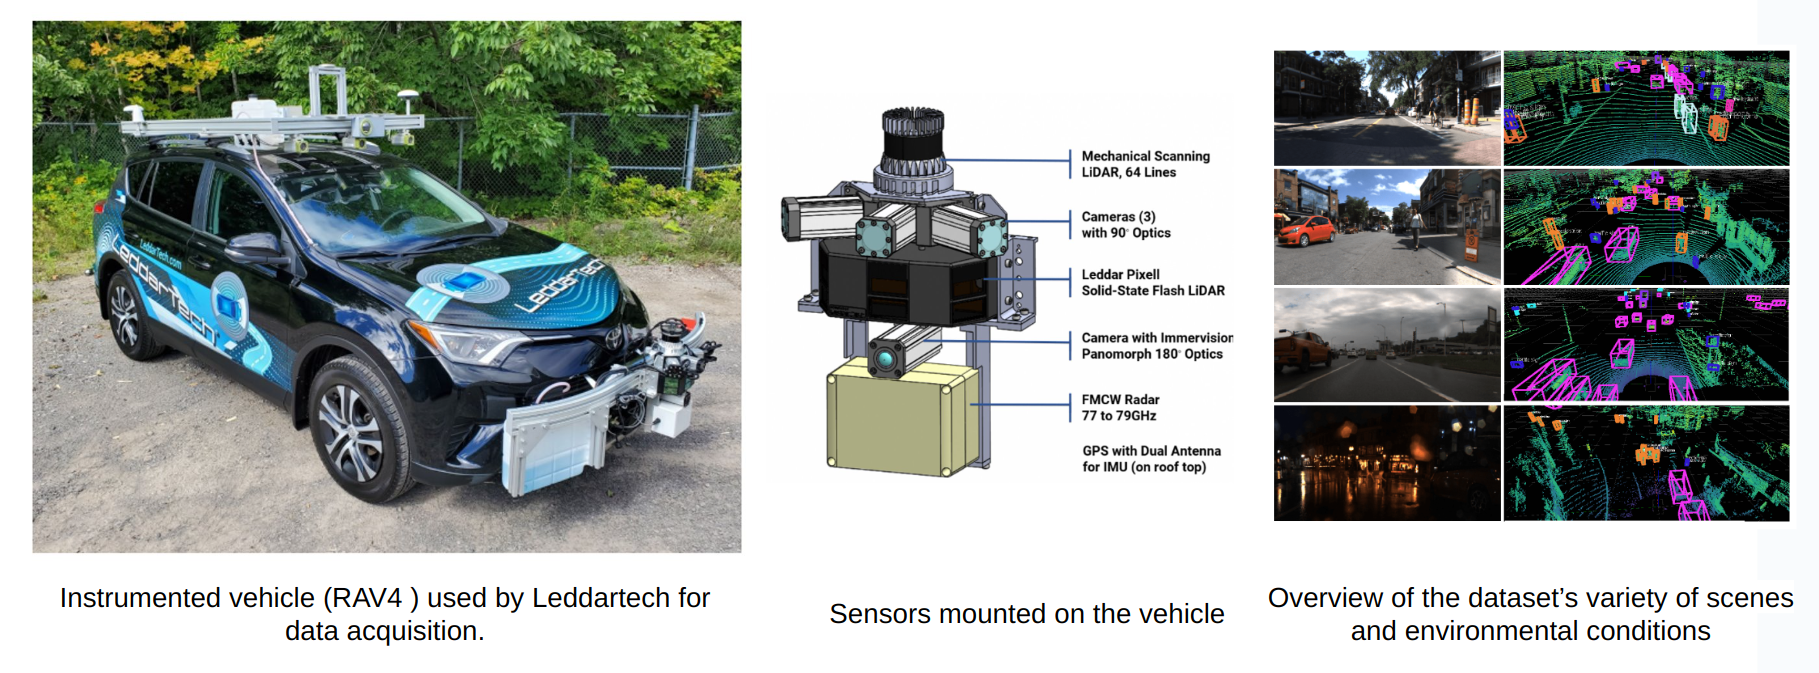 LeddarTech.com
LeddarTech
LeddarTech
Mechanical Scanning
LiDAR, 64 Lines
Cameras (3)
with 90° Optics
Leddar Pixell
Solid-State Flash LiDAR
Camera with Immervision
Panomorph 180° Optics
FMCW Radar
77 to 79GHz
GPS with Dual Antenna
for IMU (on roof top)
Instrumented vehicle (RAV4 ) used by Leddartech for
data acquisition.
Sensors mounted on the vehicle
Overview of the dataset’s variety of scenes
and environmental conditions